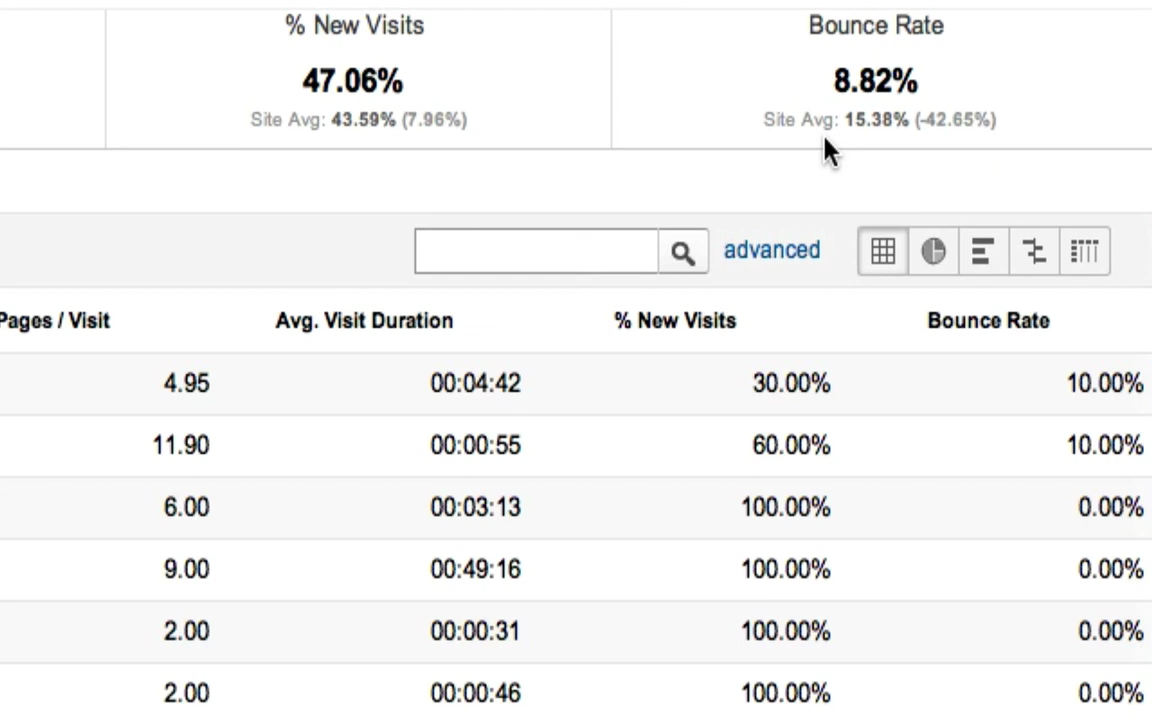 % New Visits Bounce Rate
47.06% 8.82%
Site Avg: 43.59% (7.96%) Site Avg: 15.38% (-42.65%)
advanced
Pages / Visit Avg. Visit Duration % New Visits Bounce Rate
4.95 00:04:42 30.00% 10.00%
11.90 00:00:55 60.00% 10.00%
6.00 00:03:13 100.00% 0.00%
9.00 00:49:16 100.00% 0.00%
2.00 00:00:31 100.00% 0.00%
2.00 00:00:46 100.00% 0.00%